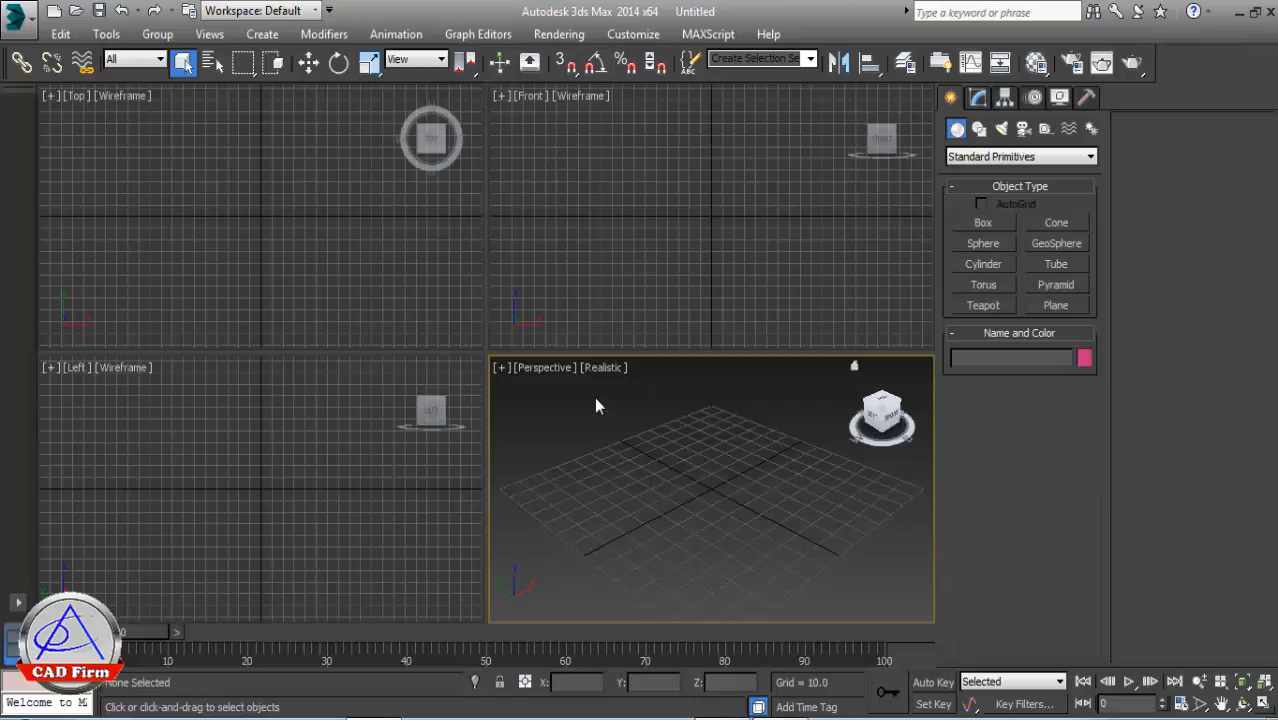 Workspace: Default
Autodesk 3ds Max 2014 x64 Untitled
Type a keyword or phrase
Edit Tools Group Views Create Modifiers Animation Graph Editors Rendering Customize MAXScript Help
All
View
Create Selection Se
[+][Top][Wireframe]
TOP
[+][Front][Wireframe]
FRONT
Standard Primitives
- Object Type
AutoGrid
Box Cone
Sphere GeoSphere
Cylinder Tube
Torus Pyramid
Teapot Plane
- Name and Color
[+][Left][Wireframe]
LEFT
[+][Perspective][Realistic]
0 >
10 20 30 40 50 60 70 80 90 100
CAD Firm
None Selected
X: Y: Z: Grid = 10.0
Auto Key Selected
Welcome to M
Click or click-and-drag to select objects
Add Time Tag
Set Key Key Filters... 0